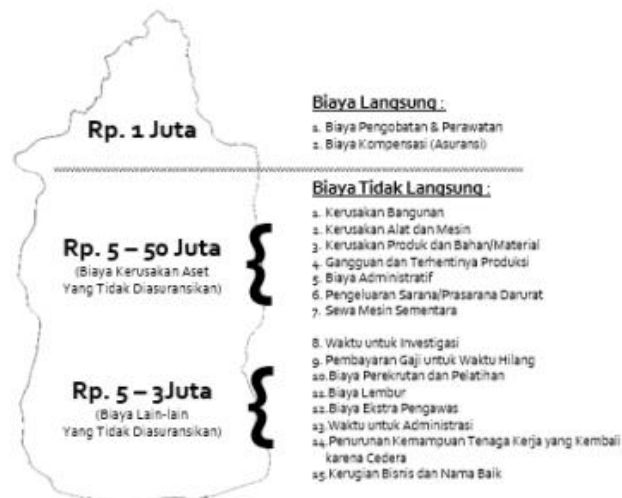 Rp. 1 Juta
Biaya Langsung :
1. Biaya Pengobatan & Perawatan
2. Biaya Kompensasi (Asuransi)
Biaya Tidak Langsung :
Rp. 5 – 50 Juta
(Biaya Kerusakan Aset
Yang Tidak Diasuransikan)
1. Kerusakan Bangunan
2. Kerusakan Alat dan Mesin
3. Kerusakan Produk dan Bahan/Material
4. Gangguan dan Terhentinya Produksi
5. Biaya Administratif
6. Pengeluaran Sarana/Prasarana Darurat
7. Sewa Mesin Sementara
Rp. 5 – 3Juta
(Biaya Lain-lain
Yang Tidak Diasuransikan)
8. Waktu untuk Investigasi
9. Pembayaran Gaji untuk Waktu Hilang
10. Biaya Perekrutan dan Pelatihan
11. Biaya Lembur
12. Biaya Ekstra Pengawas
13. Waktu untuk Administrasi
14. Penurunan Kemampuan Tenaga Kerja yang Kembali
karena Cedera
15. Kerugian Bisnis dan Nama Baik